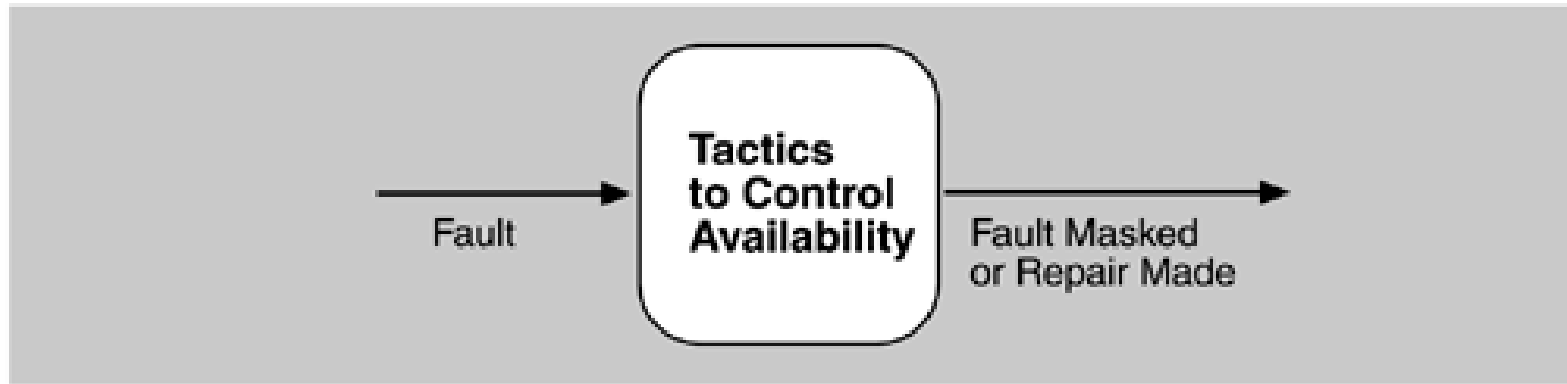 Fault
Tactics
to Control
Availability
Fault Masked
or Repair Made